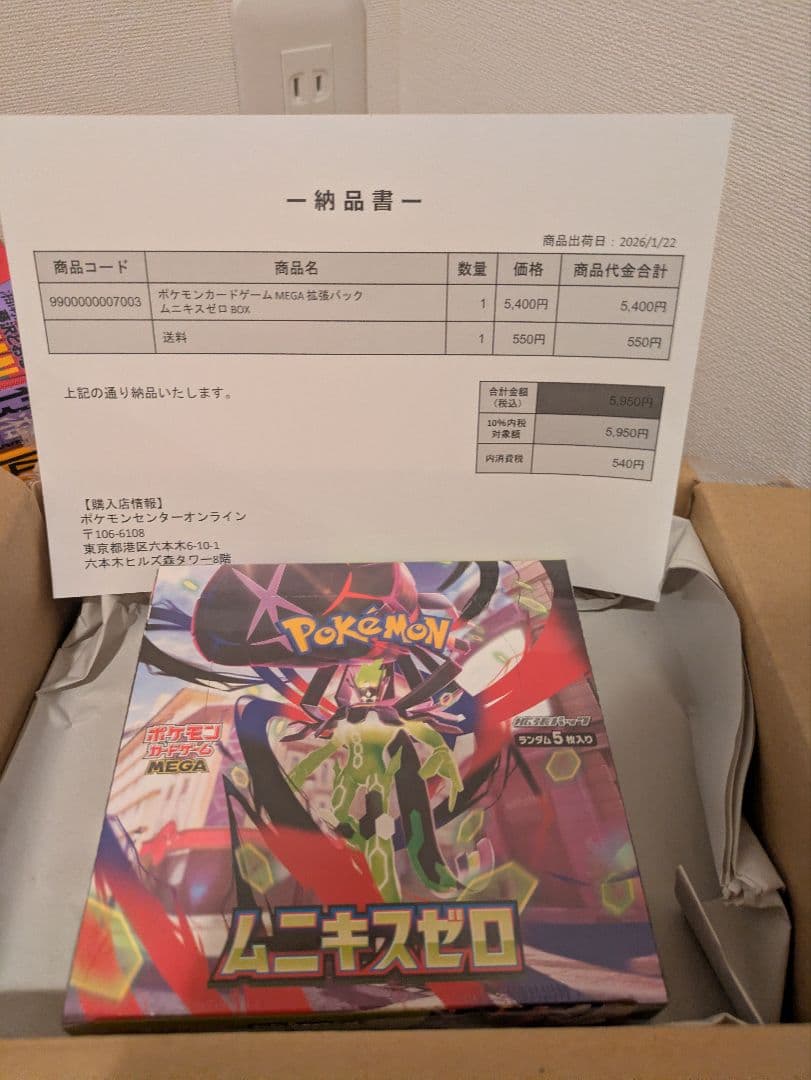 ー納品書ー
商品出荷日：2026/1/22
商品コード 商品名 数量 価格 商品代金合計
9900000007003 ポケモンカードゲーム MEGA 拡張パック
ムニキスゼロ BOX 1 5,400円 5,400円
送料 1 550円 550円
上記の通り納品いたします。
合計金額
（税込） 5,950円
10%内税
対象額 5,950円
内消費税 540円
【購入店情報】
ポケモンセンターオンライン
〒106-6108
東京都港区六本木6-10-1
六本木ヒルズ森タワー8階
POKéMON
ポケモン
カードゲーム
MEGA
拡張パック
ランダム5枚入り
ムニキスゼロ